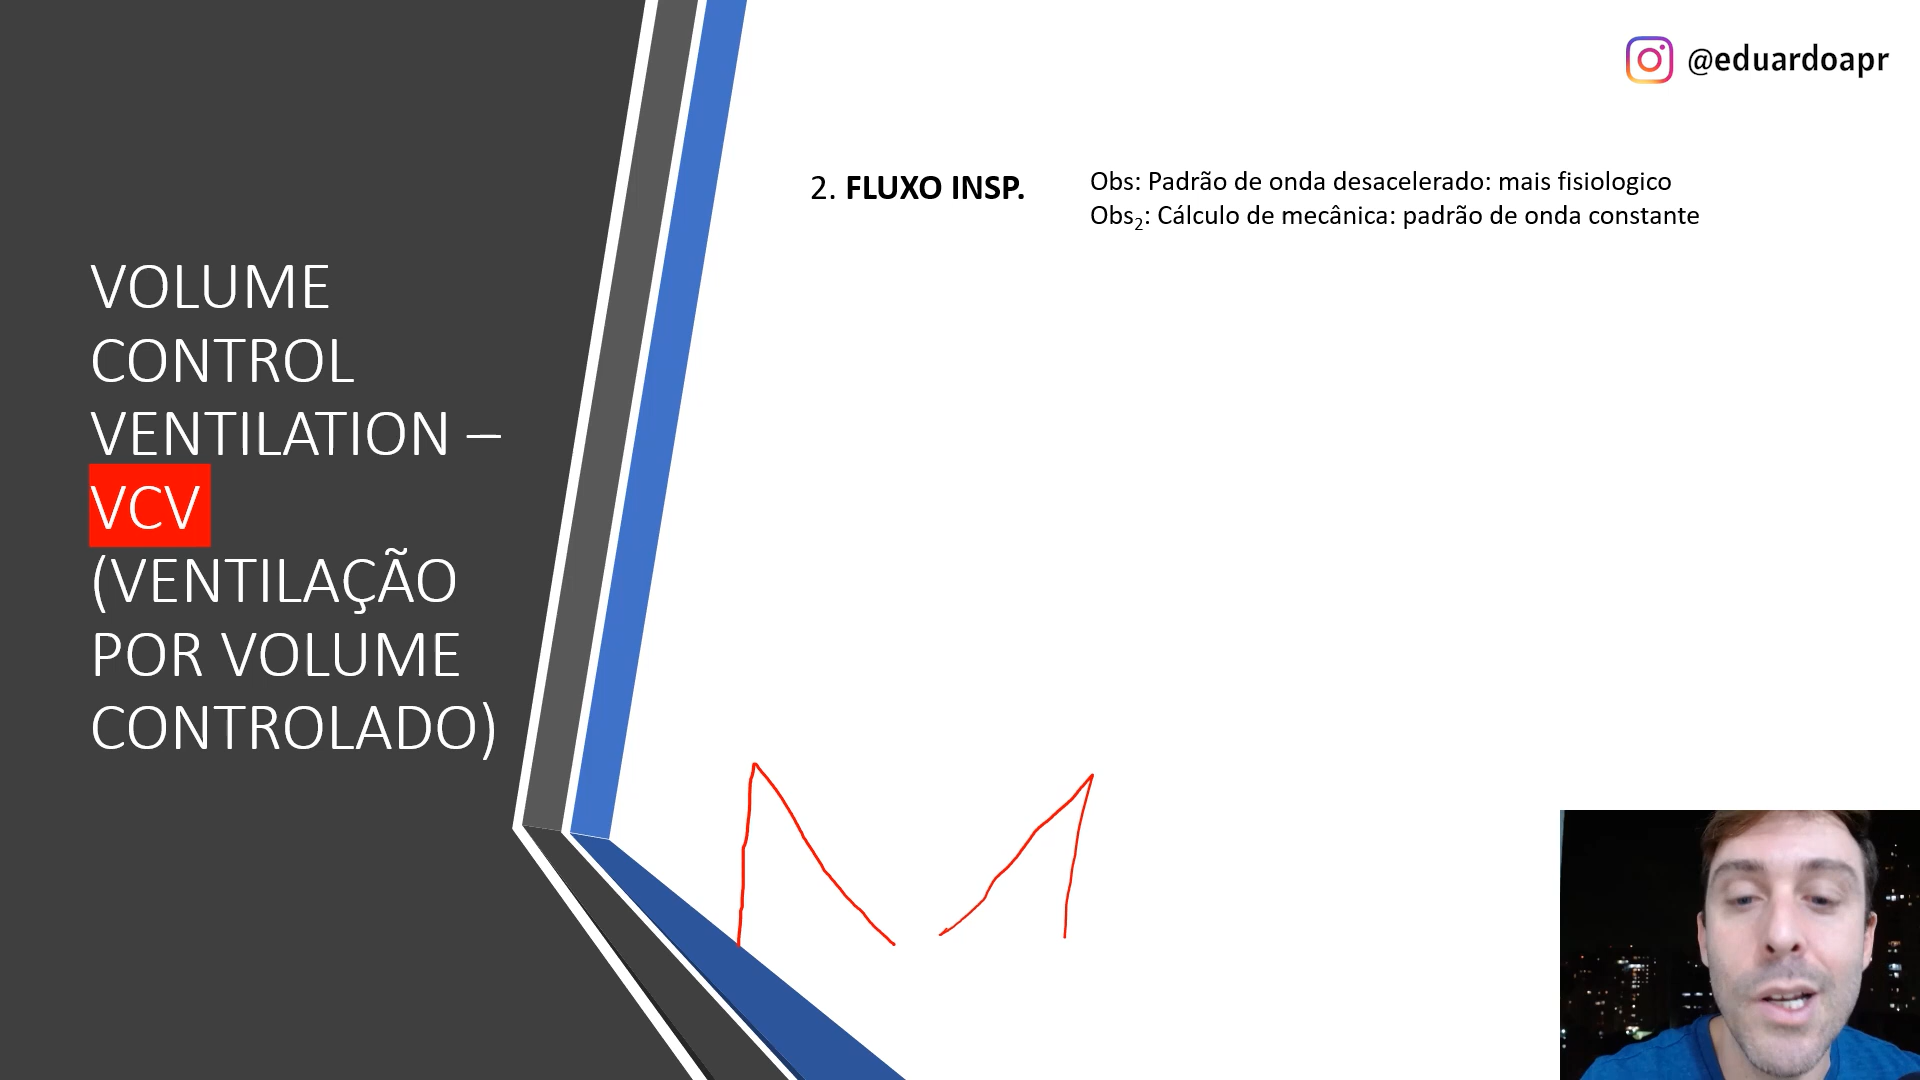 @eduardoapr
2. FLUXO INSP.
Obs: Padrão de onda desacelerado: mais fisiologico
Obs₂: Cálculo de mecânica: padrão de onda constante
VOLUME
CONTROL
VENTILATION –
VCV
(VENTILAÇÃO
POR VOLUME
CONTROLADO)